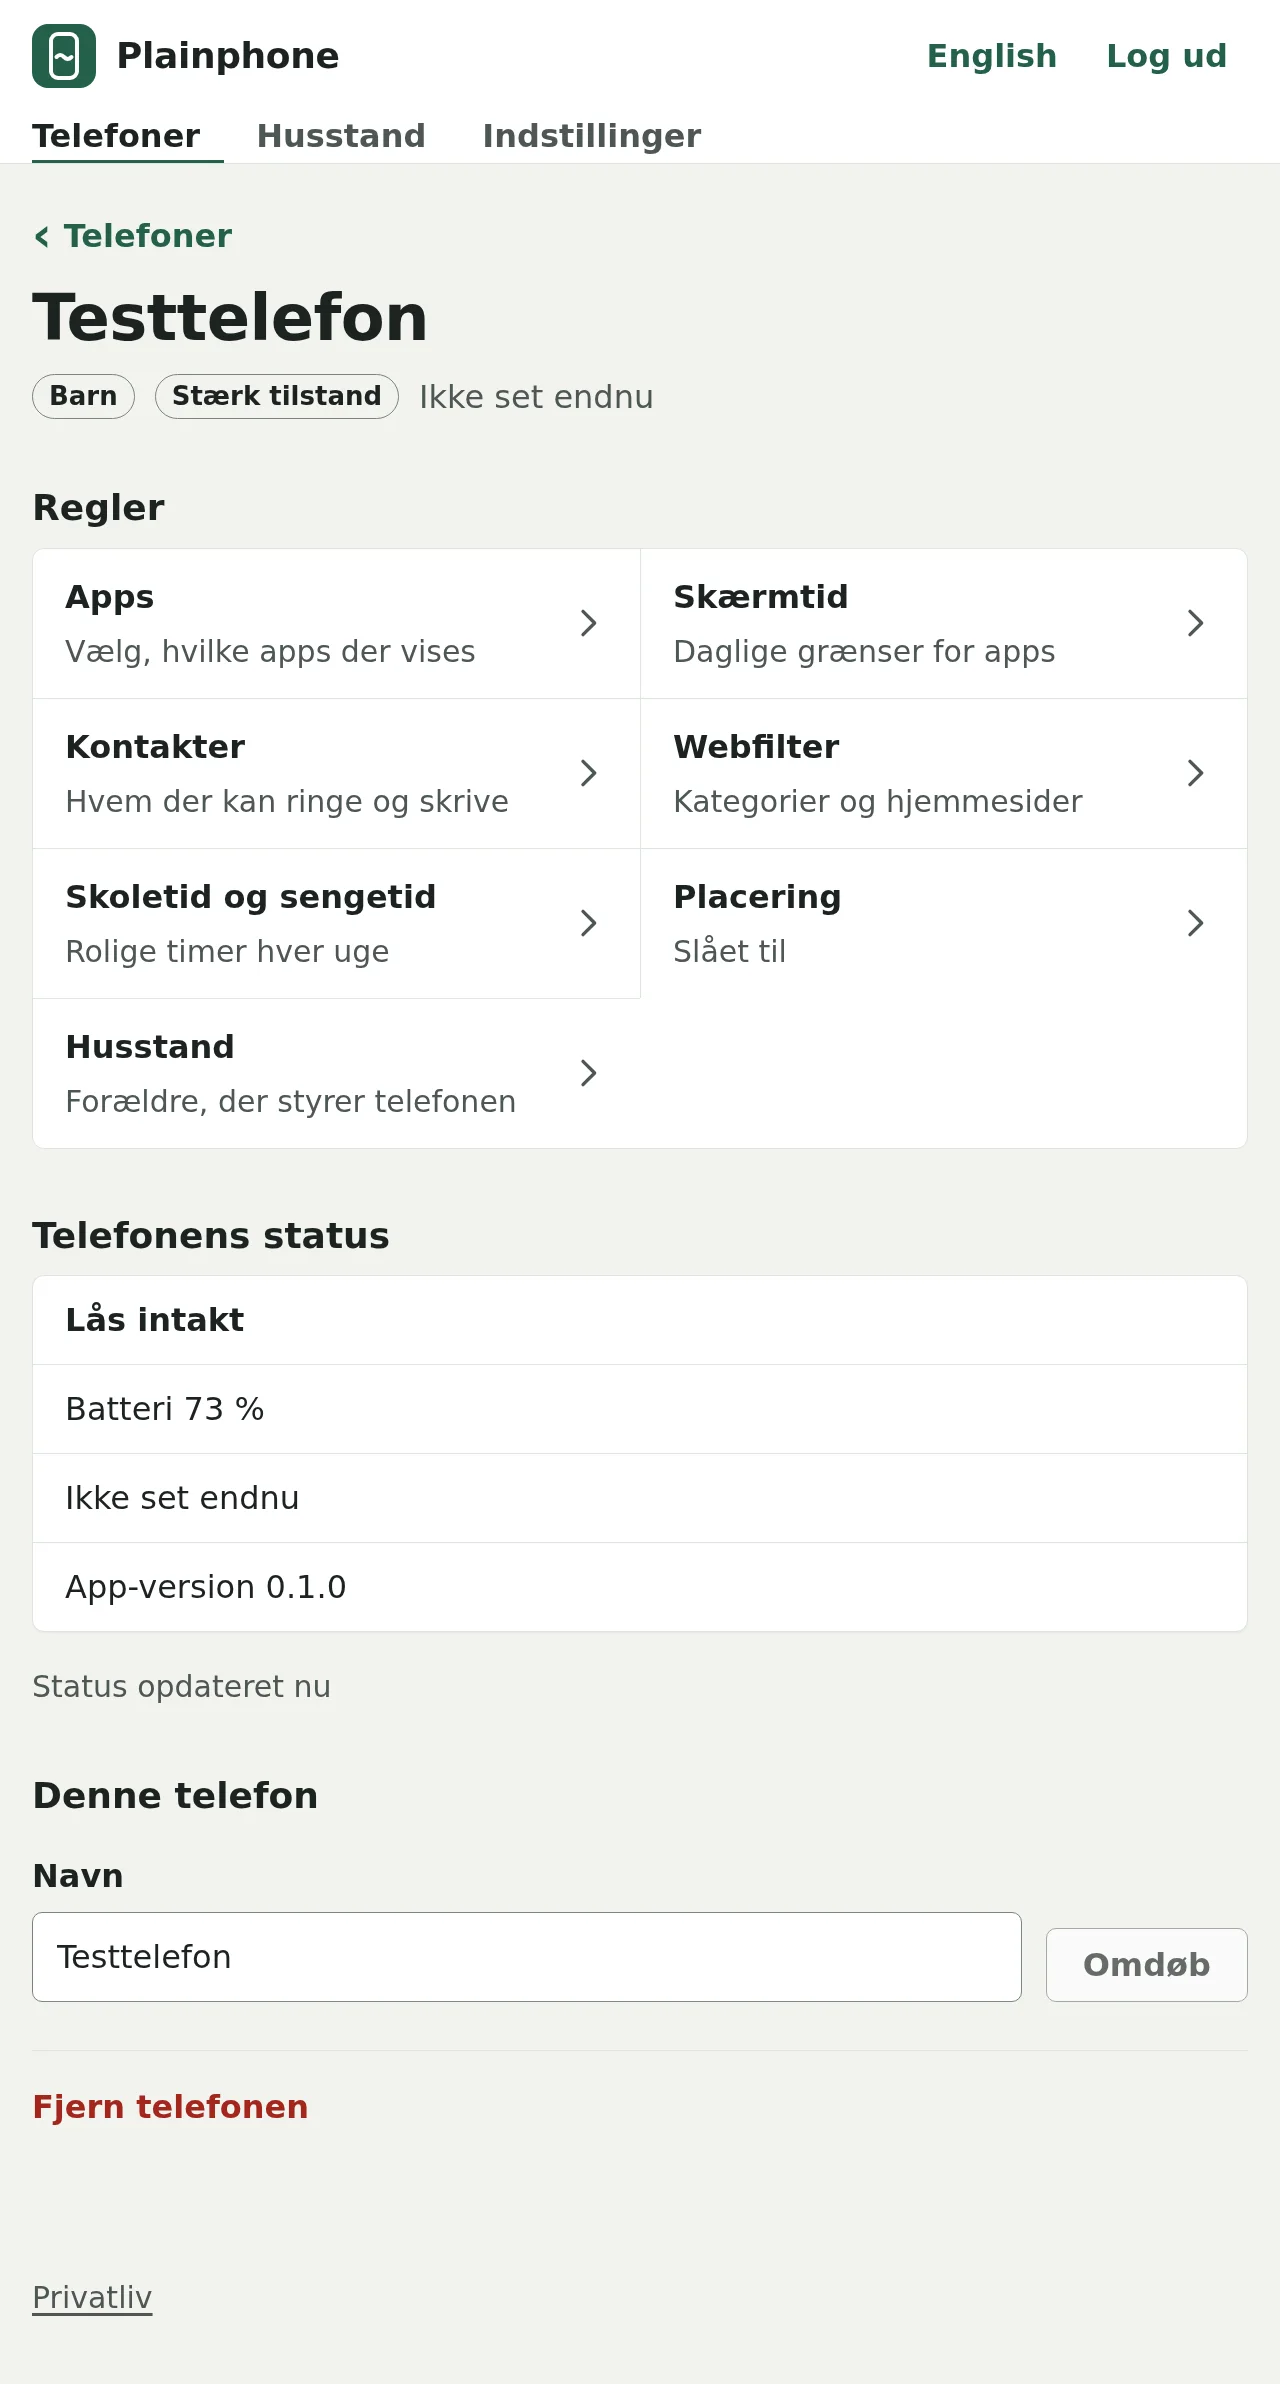 Plainphone
English
Log ud
Telefoner
Husstand
Indstillinger
‹ Telefoner
Testtelefon
Barn
Stærk tilstand
Ikke set endnu
Regler
Apps
Vælg, hvilke apps der vises
Skærmtid
Daglige grænser for apps
Kontakter
Hvem der kan ringe og skrive
Webfilter
Kategorier og hjemmesider
Skoletid og sengetid
Rolige timer hver uge
Placering
Slået til
Husstand
Forældre, der styrer telefonen
Telefonens status
Lås intakt
Batteri 73 %
Ikke set endnu
App-version 0.1.0
Status opdateret nu
Denne telefon
Navn
Testtelefon
Omdøb
Fjern telefonen
Privatliv